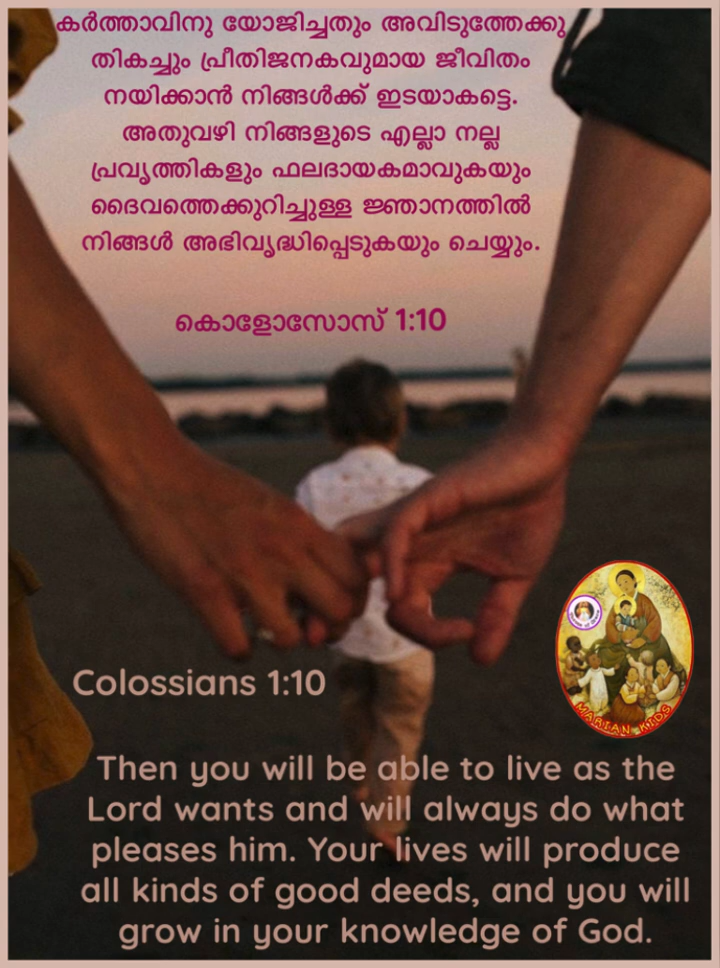 കർത്താവിനു യോജിച്ചതും അവിടുത്തേക്കു
തികച്ചും പ്രീതിജനകവുമായ ജീവിതം
നയിക്കാൻ നിങ്ങൾക്ക് ഇടയാകട്ടെ.
അതുവഴി നിങ്ങളുടെ എല്ലാ നല്ല
പ്രവൃത്തികളും ഫലദായകമാവുകയും
ദൈവത്തെക്കുറിച്ചുള്ള ജ്ഞാനത്തിൽ
നിങ്ങൾ അഭിവൃദ്ധിപ്പെടുകയും ചെയ്യും.
കൊളോസോസ് 1:10
MARIAN KIDS
Colossians 1:10
Then you will be able to live as the
Lord wants and will always do what
pleases him. Your lives will produce
all kinds of good deeds, and you will
grow in your knowledge of God.